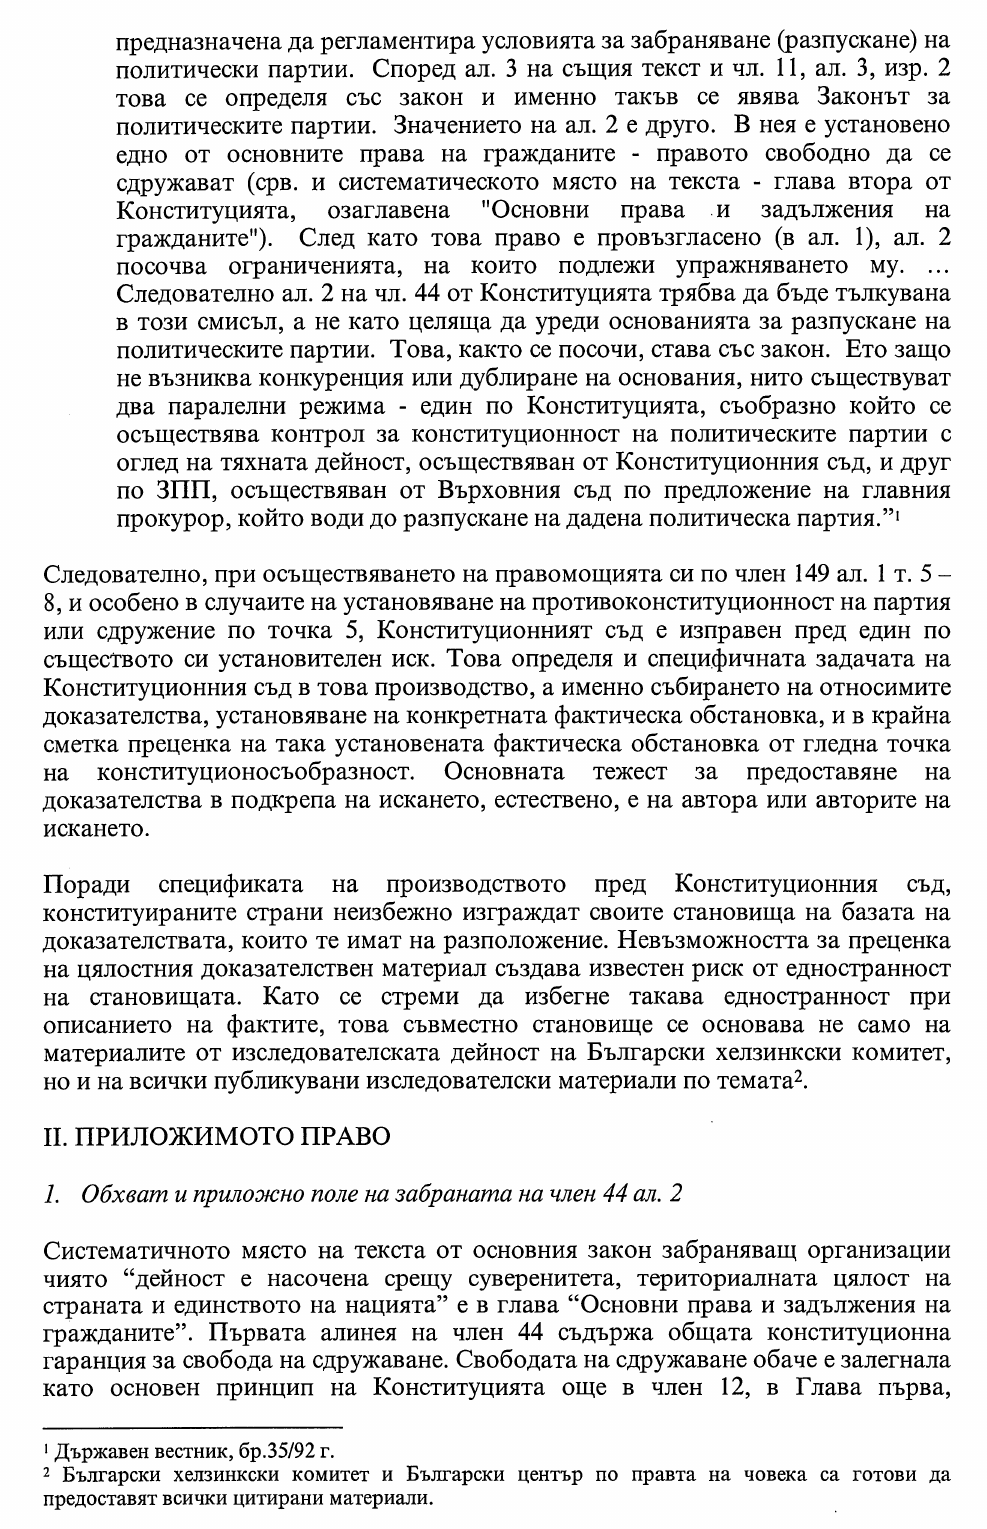 предназначена да регламентира условията за забраняване (разпускане) на
политически партии. Според ал. 3 на същия текст и чл. 11, ал. 3, изр. 2
това се определя със закон и именно такъв се явява Законът за
политическите партии. Значението на ал. 2 е друго. В нея е установено
едно от основните права на гражданите - правото свободно да се
сдружават (срв. и систематическото място на текста - глава втора от
Конституцията, озаглавена "Основни права и задължения на
гражданите"). След като това право е провъзгласено (в ал. 1), ал. 2
посочва ограниченията, на които подлежи упражняването му. ...
Следователно ал. 2 на чл. 44 от Конституцията трябва да бъде тълкувана
в този смисъл, а не като целяща да уреди основанията за разпускане на
политическите партии. Това, както се посочи, става със закон. Ето защо
не възниква конкуренция или дублиране на основания, нито съществуват
два паралелни режима - един по Конституцията, съобразно който се
осъществява контрол за конституционност на политическите партии с
оглед на тяхната дейност, осъществяван от Конституционния съд, и друг
по ЗПП, осъществяван от Върховния съд по предложение на главния
прокурор, който води до разпускане на дадена политическа партия.”¹

Следователно, при осъществяването на правомощията си по член 149 ал. 1 т. 5 –
8, и особено в случаите на установяване на противоконституционност на партия
или сдружение по точка 5, Конституционният съд е изправен пред един по
съществото си установителен иск. Това определя и специфичната задачата на
Конституционния съд в това производство, а именно събирането на относимите
доказателства, установяване на конкретната фактическа обстановка, и в крайна
сметка преценка на така установената фактическа обстановка от гледна точка
на конституционосъобразност. Основната тежест за предоставяне на
доказателства в подкрепа на искането, естествено, е на автора или авторите на
искането.

Поради спецификата на производството пред Конституционния съд,
конституираните страни неизбежно изграждат своите становища на базата на
доказателствата, които те имат на разположение. Невъзможността за преценка
на цялостния доказателствен материал създава известен риск от едностранност
на становищата. Като се стреми да избегне такава едностранност при
описанието на фактите, това съвместно становище се основава не само на
материалите от изследователската дейност на Български хелзинкски комитет,
но и на всички публикувани изследователски материали по темата².

II. ПРИЛОЖИМОТО ПРАВО

1. Обхват и приложно поле на забраната на член 44 ал. 2

Систематичното място на текста от основния закон забраняващ организации
чиято “дейност е насочена срещу суверенитета, териториалната цялост на
страната и единството на нацията” е в глава “Основни права и задължения на
гражданите”. Първата алинея на член 44 съдържа общата конституционна
гаранция за свобода на сдружаване. Свободата на сдружаване обаче е залегнала
като основен принцип на Конституцията още в член 12, в Глава първа,

¹ Държавен вестник, бр.35/92 г.
² Български хелзинкски комитет и Български център по правта на човека са готови да
предоставят всички цитирани материали.